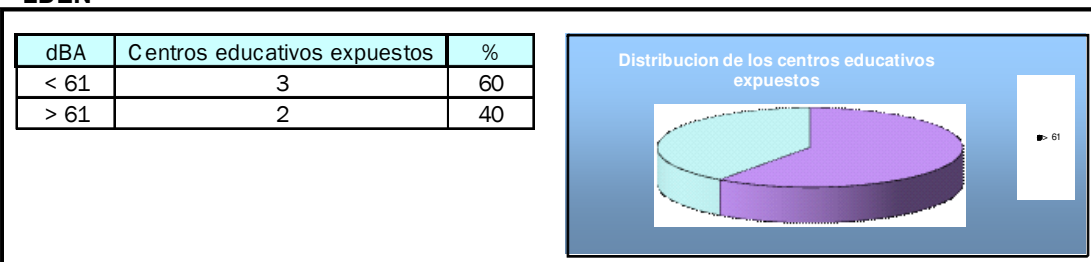 dBA Centros educativos expuestos %
< 61 3 60
> 61 2 40
Distribucion de los centros educativos
expuestos
> 61